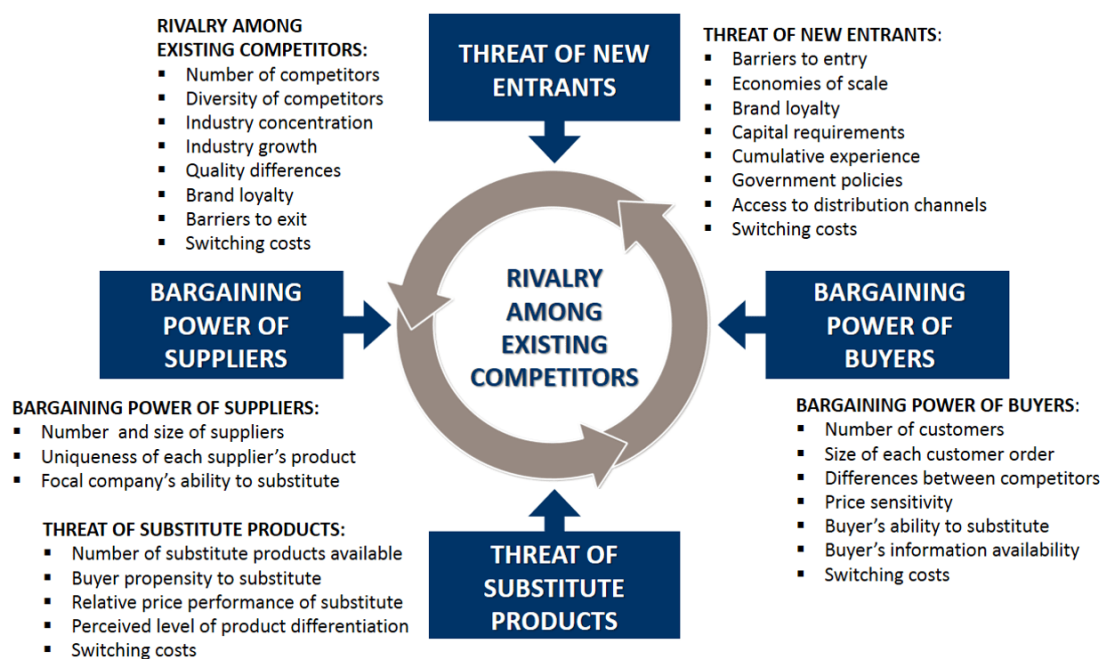 RIVALRY AMONG
EXISTING COMPETITORS:
▪ Number of competitors
▪ Diversity of competitors
▪ Industry concentration
▪ Industry growth
▪ Quality differences
▪ Brand loyalty
▪ Barriers to exit
▪ Switching costs
THREAT OF NEW
ENTRANTS
THREAT OF NEW ENTRANTS:
▪ Barriers to entry
▪ Economies of scale
▪ Brand loyalty
▪ Capital requirements
▪ Cumulative experience
▪ Government policies
▪ Access to distribution channels
▪ Switching costs
BARGAINING
POWER OF
SUPPLIERS
RIVALRY
AMONG
EXISTING
COMPETITORS
BARGAINING
POWER OF
BUYERS
BARGAINING POWER OF SUPPLIERS:
▪ Number and size of suppliers
▪ Uniqueness of each supplier’s product
▪ Focal company’s ability to substitute
BARGAINING POWER OF BUYERS:
▪ Number of customers
▪ Size of each customer order
▪ Differences between competitors
▪ Price sensitivity
▪ Buyer’s ability to substitute
▪ Buyer’s information availability
▪ Switching costs
THREAT OF SUBSTITUTE PRODUCTS:
▪ Number of substitute products available
▪ Buyer propensity to substitute
▪ Relative price performance of substitute
▪ Perceived level of product differentiation
▪ Switching costs
THREAT OF
SUBSTITUTE
PRODUCTS